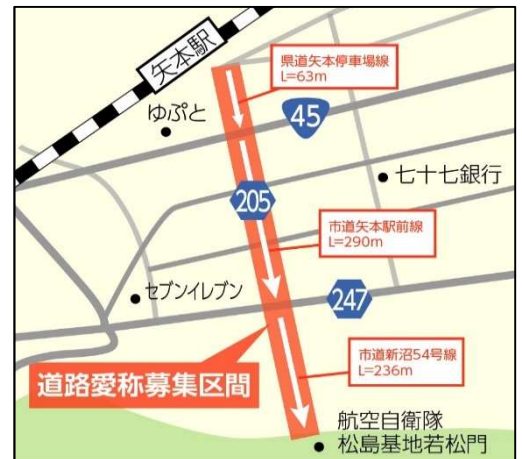 矢本駅
県道矢本停車場線
L=63m
ゆぷと
45
七十七銀行
205
市道矢本駅前線
L=290m
セブンイレブン
247
市道新沼54号線
L=236m
道路愛称募集区間
航空自衛隊
松島基地若松門